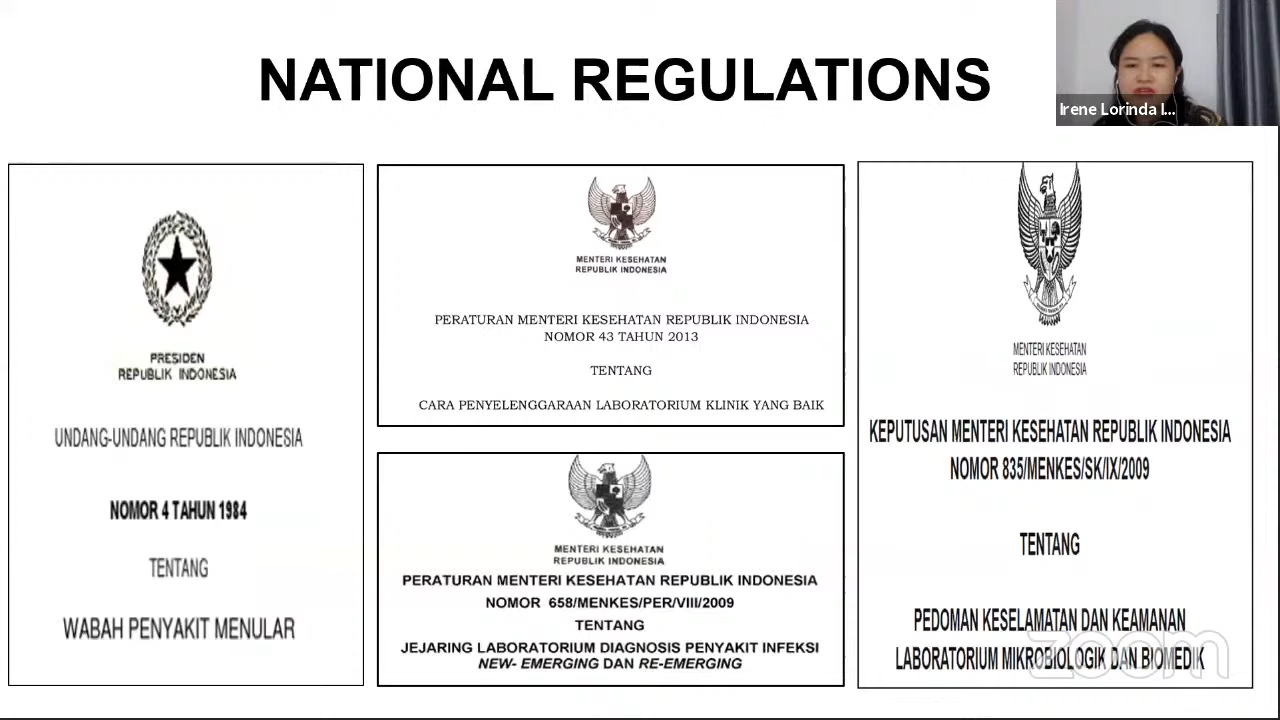 NATIONAL REGULATIONS
Irene Lorinda I...
PRESIDEN
REPUBLIK INDONESIA
UNDANG-UNDANG REPUBLIK INDONESIA
NOMOR 4 TAHUN 1984
TENTANG
WABAH PENYAKIT MENULAR
MENTERI KESEHATAN
REPUBLIK INDONESIA
PERATURAN MENTERI KESEHATAN REPUBLIK INDONESIA
NOMOR 43 TAHUN 2013
TENTANG
CARA PENYELENGGARAAN LABORATORIUM KLINIK YANG BAIK
MENTERI KESEHATAN
REPUBLIK INDONESIA
PERATURAN MENTERI KESEHATAN REPUBLIK INDONESIA
NOMOR 658/MENKES/PER/VIII/2009
TENTANG
JEJARING LABORATORIUM DIAGNOSIS PENYAKIT INFEKSI
NEW- EMERGING DAN RE-EMERGING
MENTERI KESEHATAN
REPUBLIK INDONESIA
KEPUTUSAN MENTERI KESEHATAN REPUBLIK INDONESIA
NOMOR 835/MENKES/SK/IX/2009
TENTANG
PEDOMAN KESELAMATAN DAN KEAMANAN
LABORATORIUM MIKROBIOLOGIK DAN BIOMEDIK
zoom